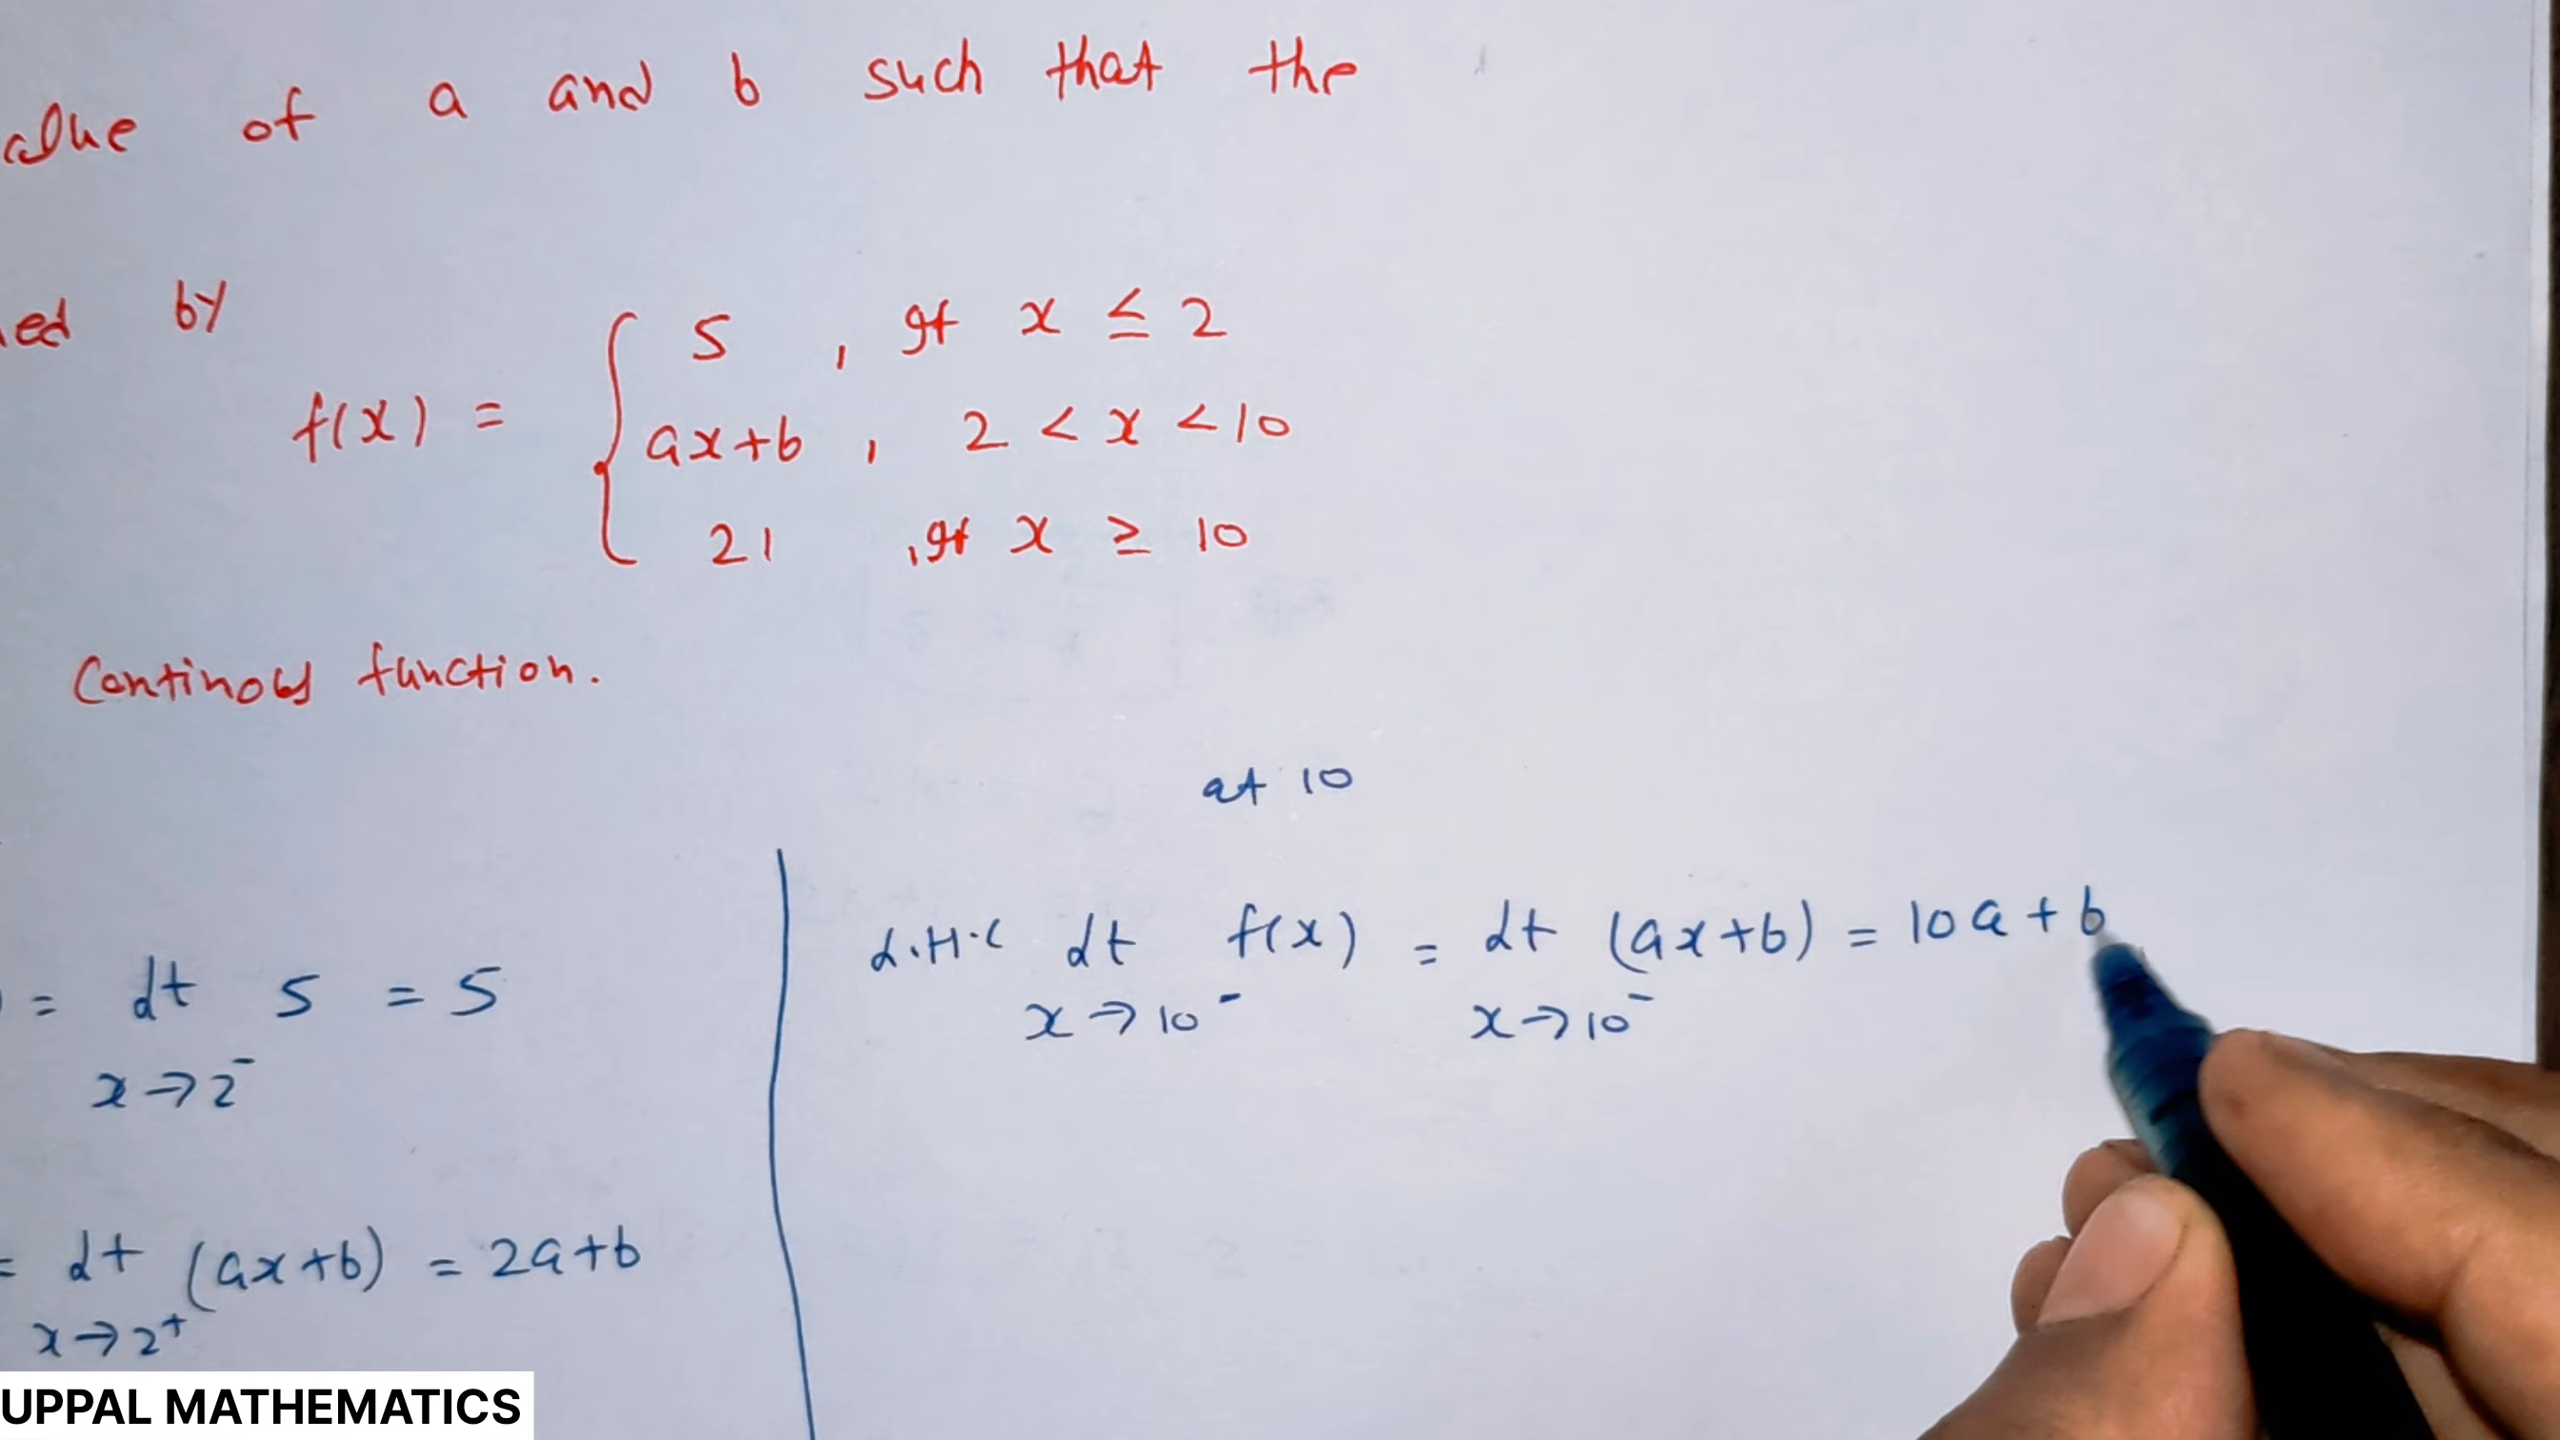 alue of a and b such that the
ed by
f(x) = { 5 , if x ≤ 2
ax+b , 2 < x < 10
21 , if x ≥ 10
Continous function.
at 10
) = Lt 5 = 5
x→2⁻
= Lt (ax+b) = 2a+b
x→2⁺
L.H.L Lt f(x) = Lt (ax+b) = 10a+b
x→10⁻ x→10⁻
UPPAL MATHEMATICS